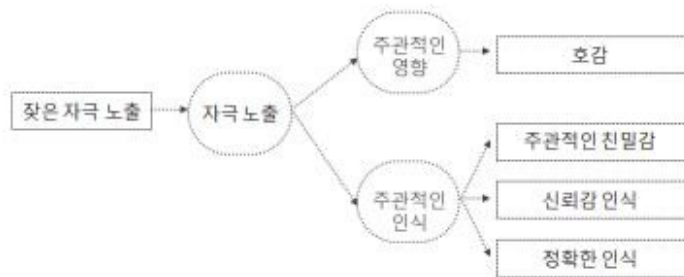 잦은 자극 노출
자극 노출
주관적인
영향
호감
주관적인
인식
주관적인 친밀감
신뢰감 인식
정확한 인식